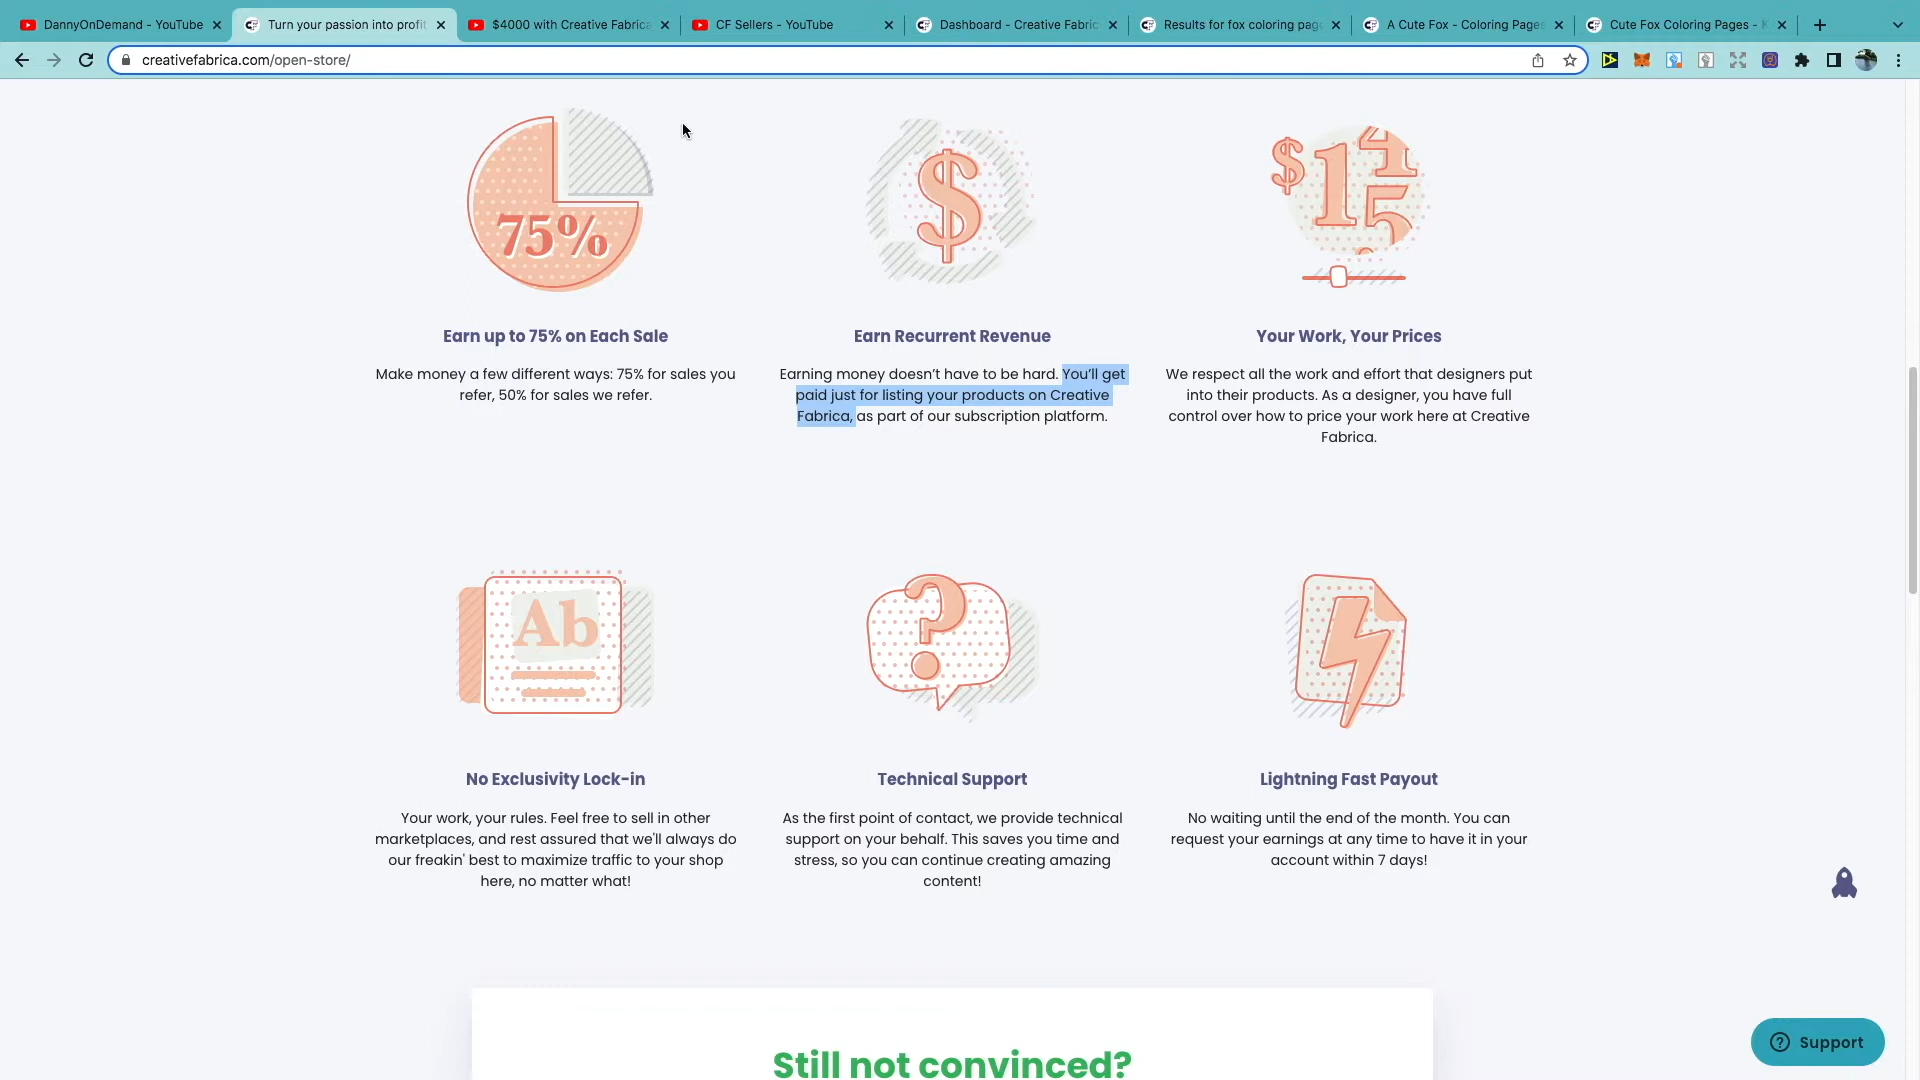 DannyOnDemand - YouTube
Turn your passion into profit
$4000 with Creative Fabrica
CF Sellers - YouTube
Dashboard - Creative Fabric
Results for fox coloring page
A Cute Fox - Coloring Pages
Cute Fox Coloring Pages - K
creativefabrica.com/open-store/
75%
$
$ 1 4 5
Earn up to 75% on Each Sale
Make money a few different ways: 75% for sales you
refer, 50% for sales we refer.
Earn Recurrent Revenue
Earning money doesn't have to be hard. You'll get
paid just for listing your products on Creative
Fabrica, as part of our subscription platform.
Your Work, Your Prices
We respect all the work and effort that designers put
into their products. As a designer, you have full
control over how to price your work here at Creative
Fabrica.
Ab
?
No Exclusivity Lock-in
Your work, your rules. Feel free to sell in other
marketplaces, and rest assured that we'll always do
our freakin' best to maximize traffic to your shop
here, no matter what!
Technical Support
As the first point of contact, we provide technical
support on your behalf. This saves you time and
stress, so you can continue creating amazing
content!
Lightning Fast Payout
No waiting until the end of the month. You can
request your earnings at any time to have it in your
account within 7 days!
Still not convinced?
Support